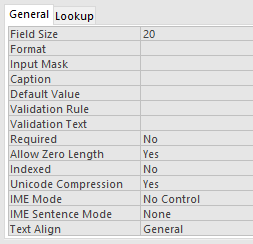 General Lookup
Field Size 20
Format
Input Mask
Caption
Default Value
Validation Rule
Validation Text
Required No
Allow Zero Length Yes
Indexed No
Unicode Compression Yes
IME Mode No Control
IME Sentence Mode None
Text Align General